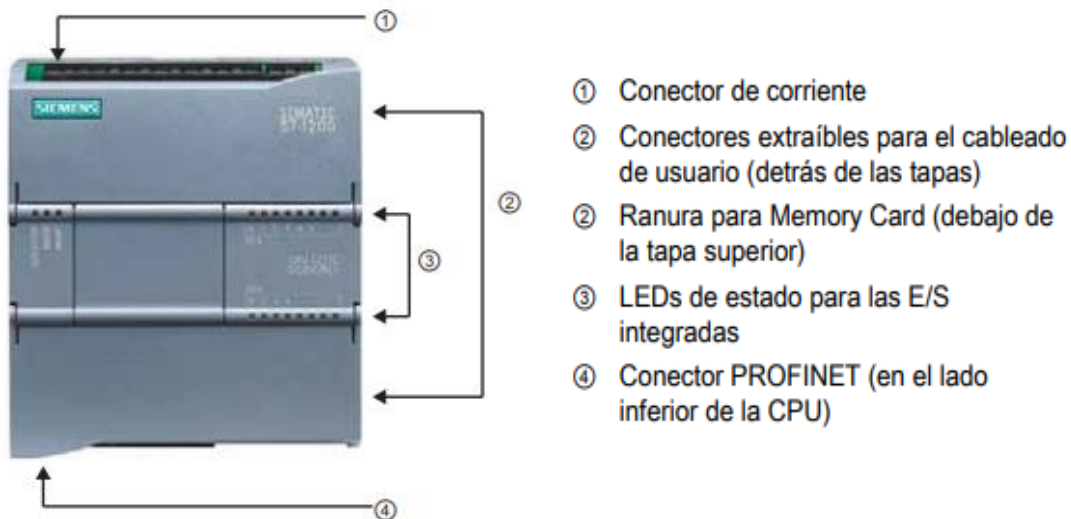 ①
SIEMENS
SIMATIC
S7-1200
②
③
④
① Conector de corriente
② Conectores extraíbles para el cableado
de usuario (detrás de las tapas)
② Ranura para Memory Card (debajo de
la tapa superior)
③ LEDs de estado para las E/S
integradas
④ Conector PROFINET (en el lado
inferior de la CPU)